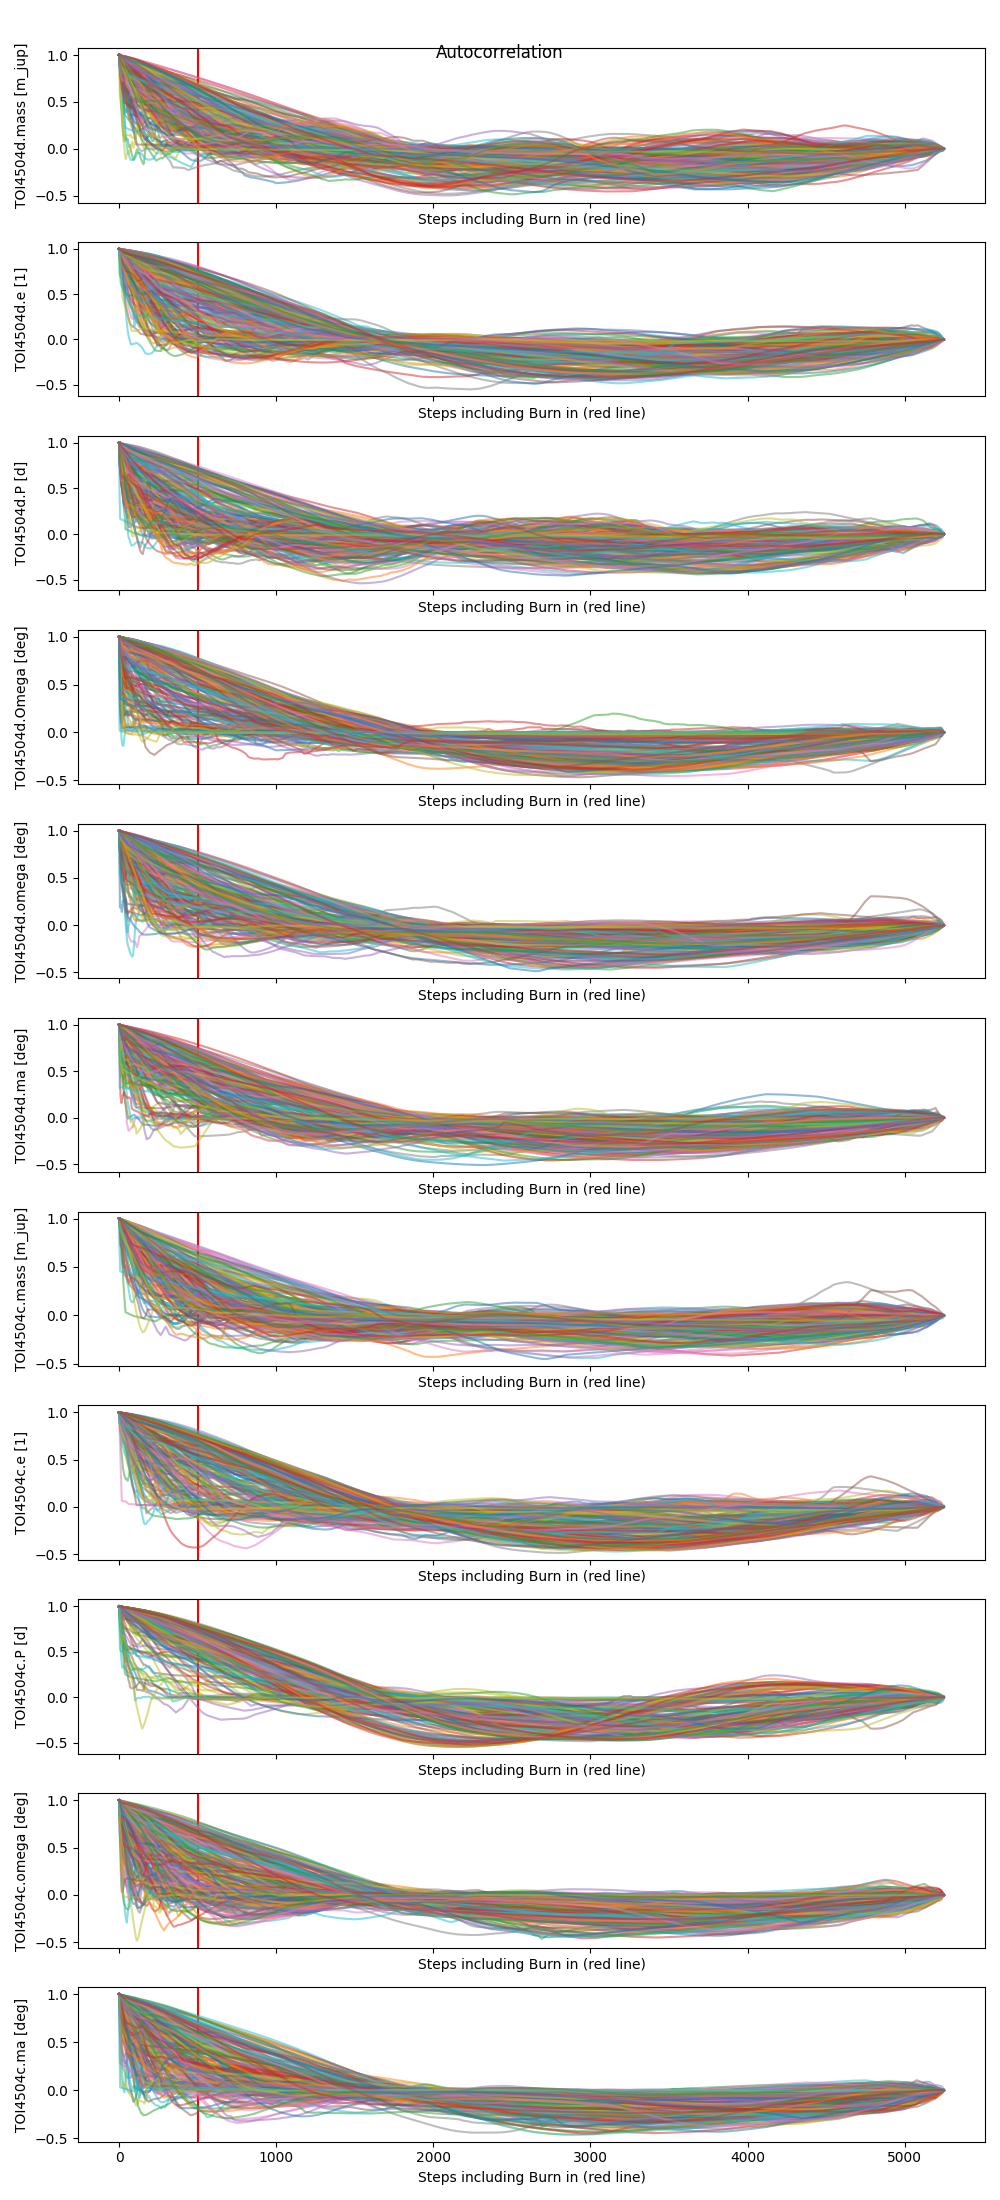 Autocorrelation
TOI4504d.mass [m_jup]
1.0
0.5
0.0
−0.5
Steps including Burn in (red line)
TOI4504d.e [1]
1.0
0.5
0.0
−0.5
Steps including Burn in (red line)
TOI4504d.P [d]
1.0
0.5
0.0
−0.5
Steps including Burn in (red line)
TOI4504d.Omega [deg]
1.0
0.5
0.0
−0.5
Steps including Burn in (red line)
TOI4504d.omega [deg]
1.0
0.5
0.0
−0.5
Steps including Burn in (red line)
TOI4504d.ma [deg]
1.0
0.5
0.0
−0.5
Steps including Burn in (red line)
TOI4504c.mass [m_jup]
1.0
0.5
0.0
−0.5
Steps including Burn in (red line)
TOI4504c.e [1]
1.0
0.5
0.0
−0.5
Steps including Burn in (red line)
TOI4504c.P [d]
1.0
0.5
0.0
−0.5
Steps including Burn in (red line)
TOI4504c.omega [deg]
1.0
0.5
0.0
−0.5
Steps including Burn in (red line)
TOI4504c.ma [deg]
1.0
0.5
0.0
−0.5
0 1000 2000 3000 4000 5000
Steps including Burn in (red line)